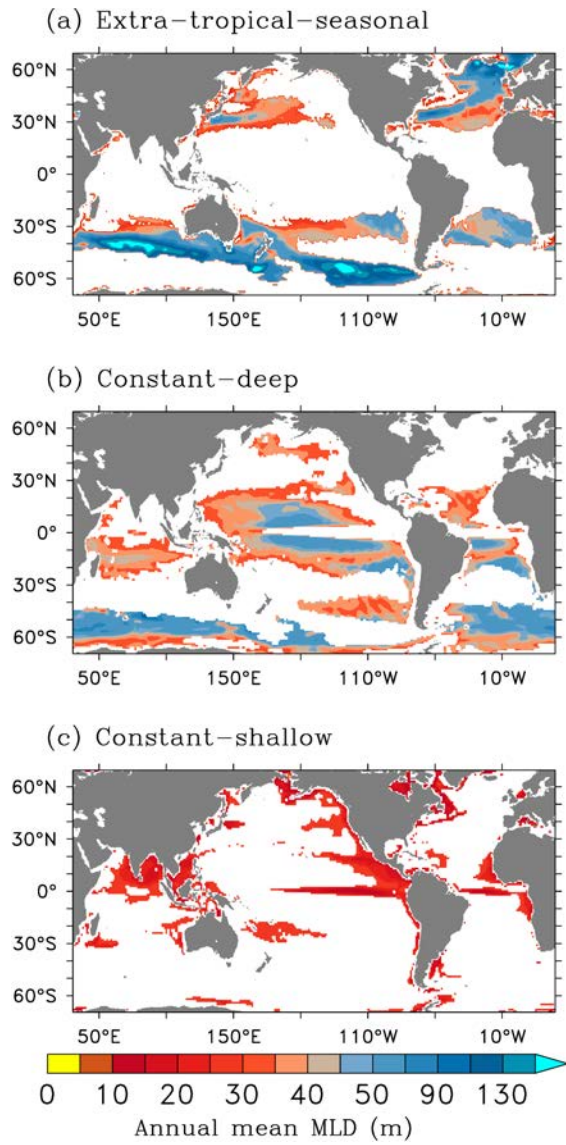 (a) Extra-tropical-seasonal
60°N
30°N
0°
30°S
60°S
50°E 150°E 110°W 10°W
(b) Constant-deep
60°N
30°N
0°
30°S
60°S
50°E 150°E 110°W 10°W
(c) Constant-shallow
60°N
30°N
0°
30°S
60°S
50°E 150°E 110°W 10°W
0 10 20 30 40 50 90 130
Annual mean MLD (m)